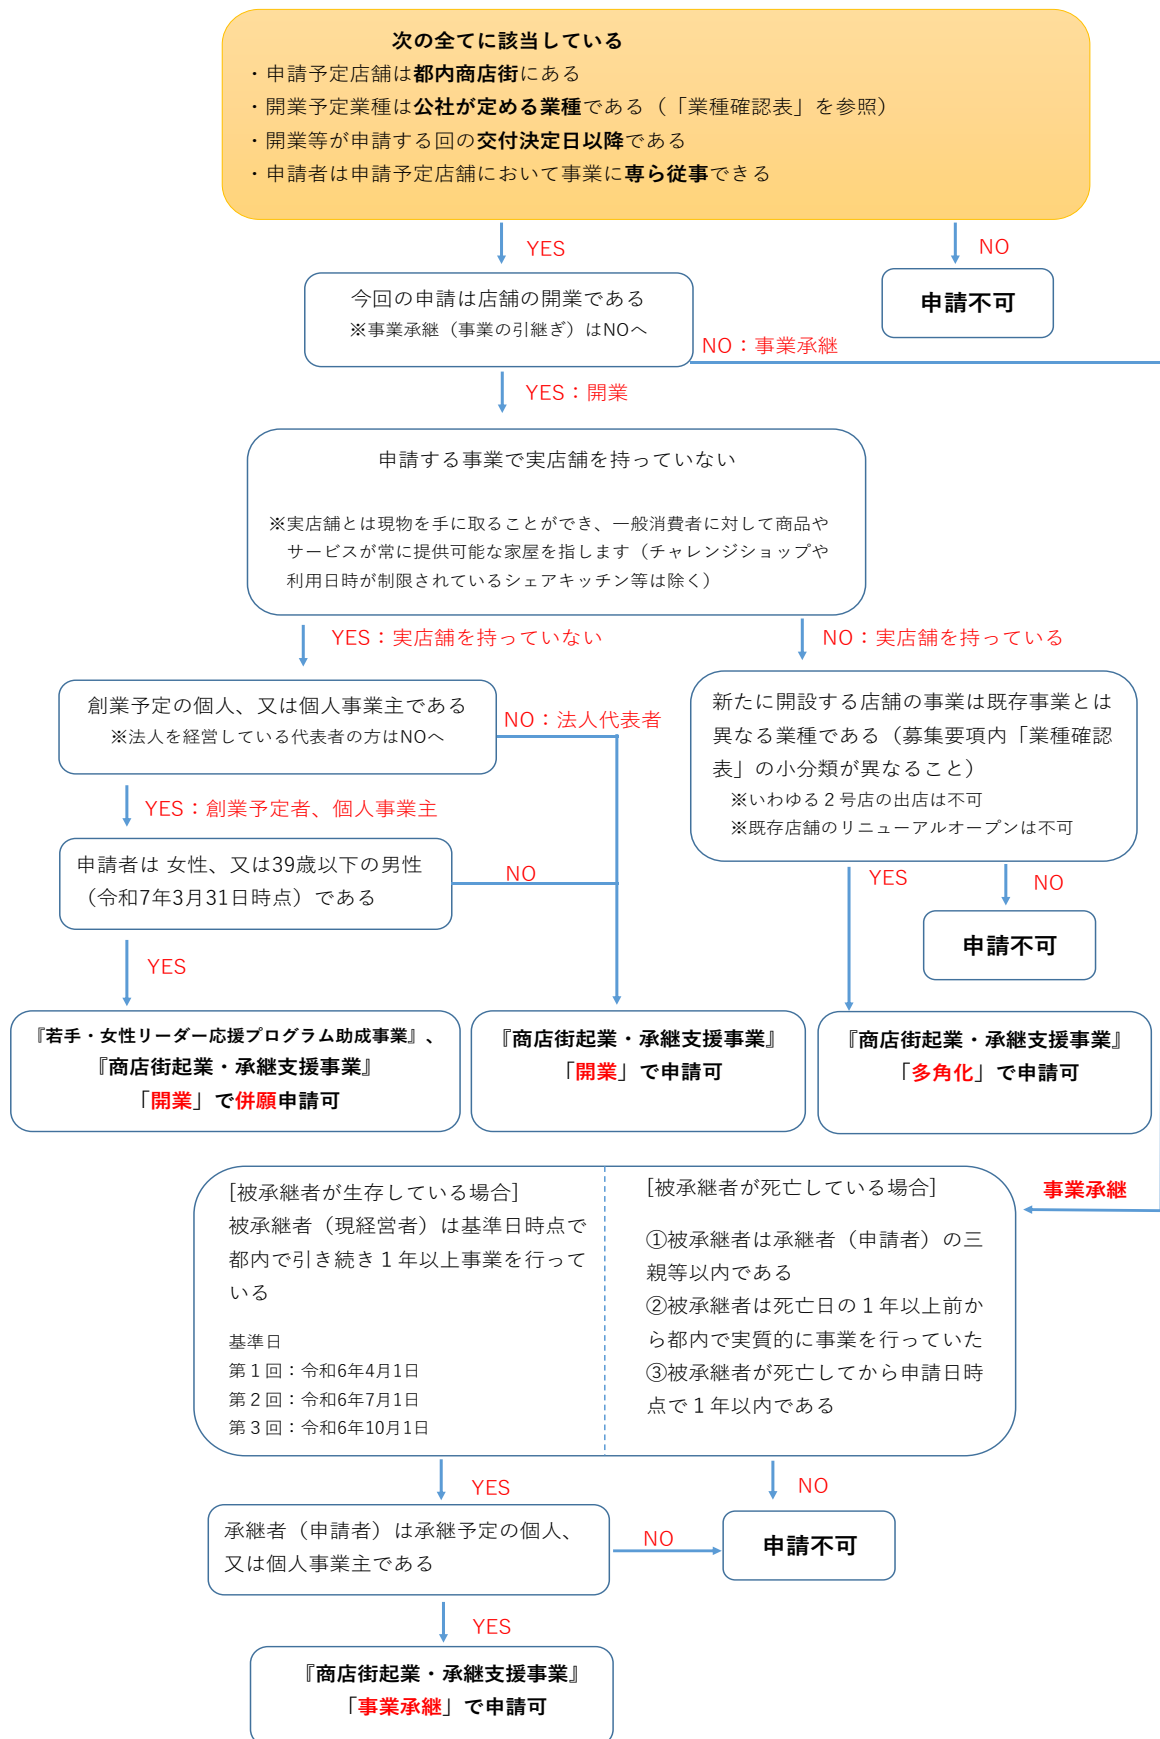 次の全てに該当している
・申請予定店舗は都内商店街にある
・開業予定業種は公社が定める業種である（「業種確認表」を参照）
・開業等が申請する回の交付決定日以降である
・申請者は申請予定店舗において事業に専ら従事できる
YES
NO
今回の申請は店舗の開業である
※事業承継（事業の引継ぎ）はNOへ
申請不可
NO：事業承継
YES：開業
申請する事業で実店舗を持っていない
※実店舗とは現物を手に取ることができ、一般消費者に対して商品や
サービスが常に提供可能な家屋を指します（チャレンジショップや
利用日時が制限されているシェアキッチン等は除く）
YES：実店舗を持っていない
NO：実店舗を持っている
創業予定の個人、又は個人事業主である
※法人を経営している代表者の方はNOへ
NO：法人代表者
新たに開設する店舗の事業は既存事業とは
異なる業種である（募集要項内「業種確認
表」の小分類が異なること）
※いわゆる２号店の出店は不可
※既存店舗のリニューアルオープンは不可
YES：創業予定者、個人事業主
申請者は 女性、又は39歳以下の男性
（令和7年3月31日時点）である
NO
YES
NO
申請不可
YES
『若手・女性リーダー応援プログラム助成事業』、
『商店街起業・承継支援事業』
「開業」で併願申請可
『商店街起業・承継支援事業』
「開業」で申請可
『商店街起業・承継支援事業』
「多角化」で申請可
事業承継
[被承継者が生存している場合]
被承継者（現経営者）は基準日時点で
都内で引き続き１年以上事業を行って
いる
基準日
第１回：令和6年4月1日
第２回：令和6年7月1日
第３回：令和6年10月1日
[被承継者が死亡している場合]
①被承継者は承継者（申請者）の三
親等以内である
②被承継者は死亡日の１年以上前か
ら都内で実質的に事業を行っていた
③被承継者が死亡してから申請日時
点で１年以内である
YES
NO
承継者（申請者）は承継予定の個人、
又は個人事業主である
NO
申請不可
YES
『商店街起業・承継支援事業』
「事業承継」で申請可